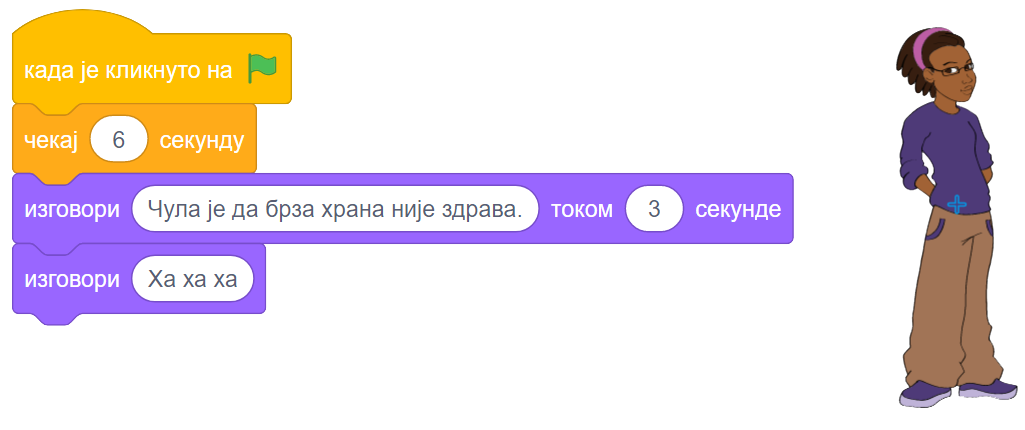 када је кликнуто на
чекај 6 секунду
изговори Чула је да брза храна није здрава. током 3 секунде
изговори Ха ха ха